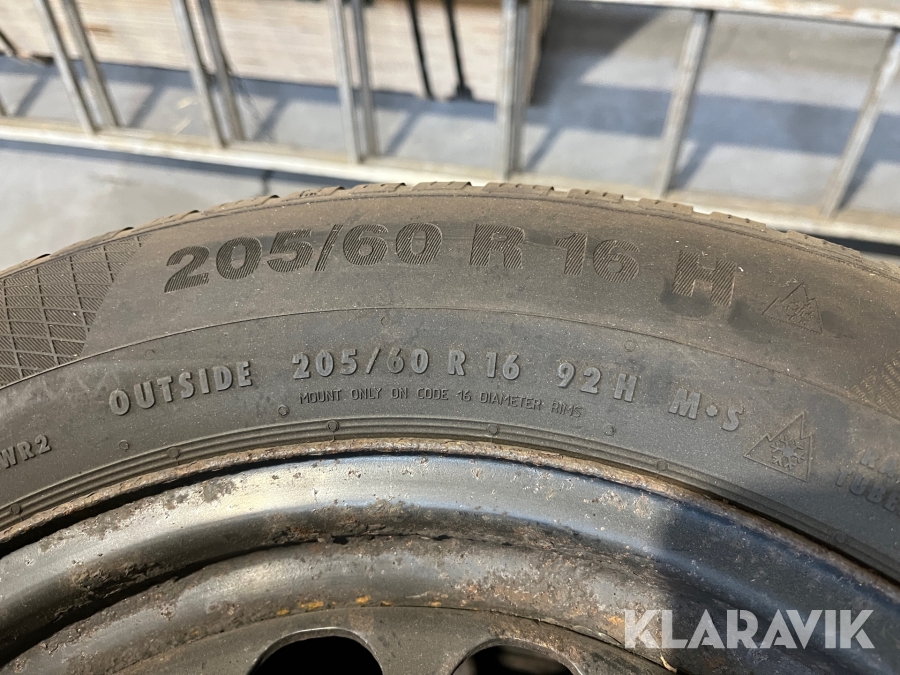 205/60 R 16 H
OUTSIDE 205/60 R 16 92 H M•S
MOUNT ONLY ON CODE 16 DIAMETER RIMS
WR2
KLARAVIK